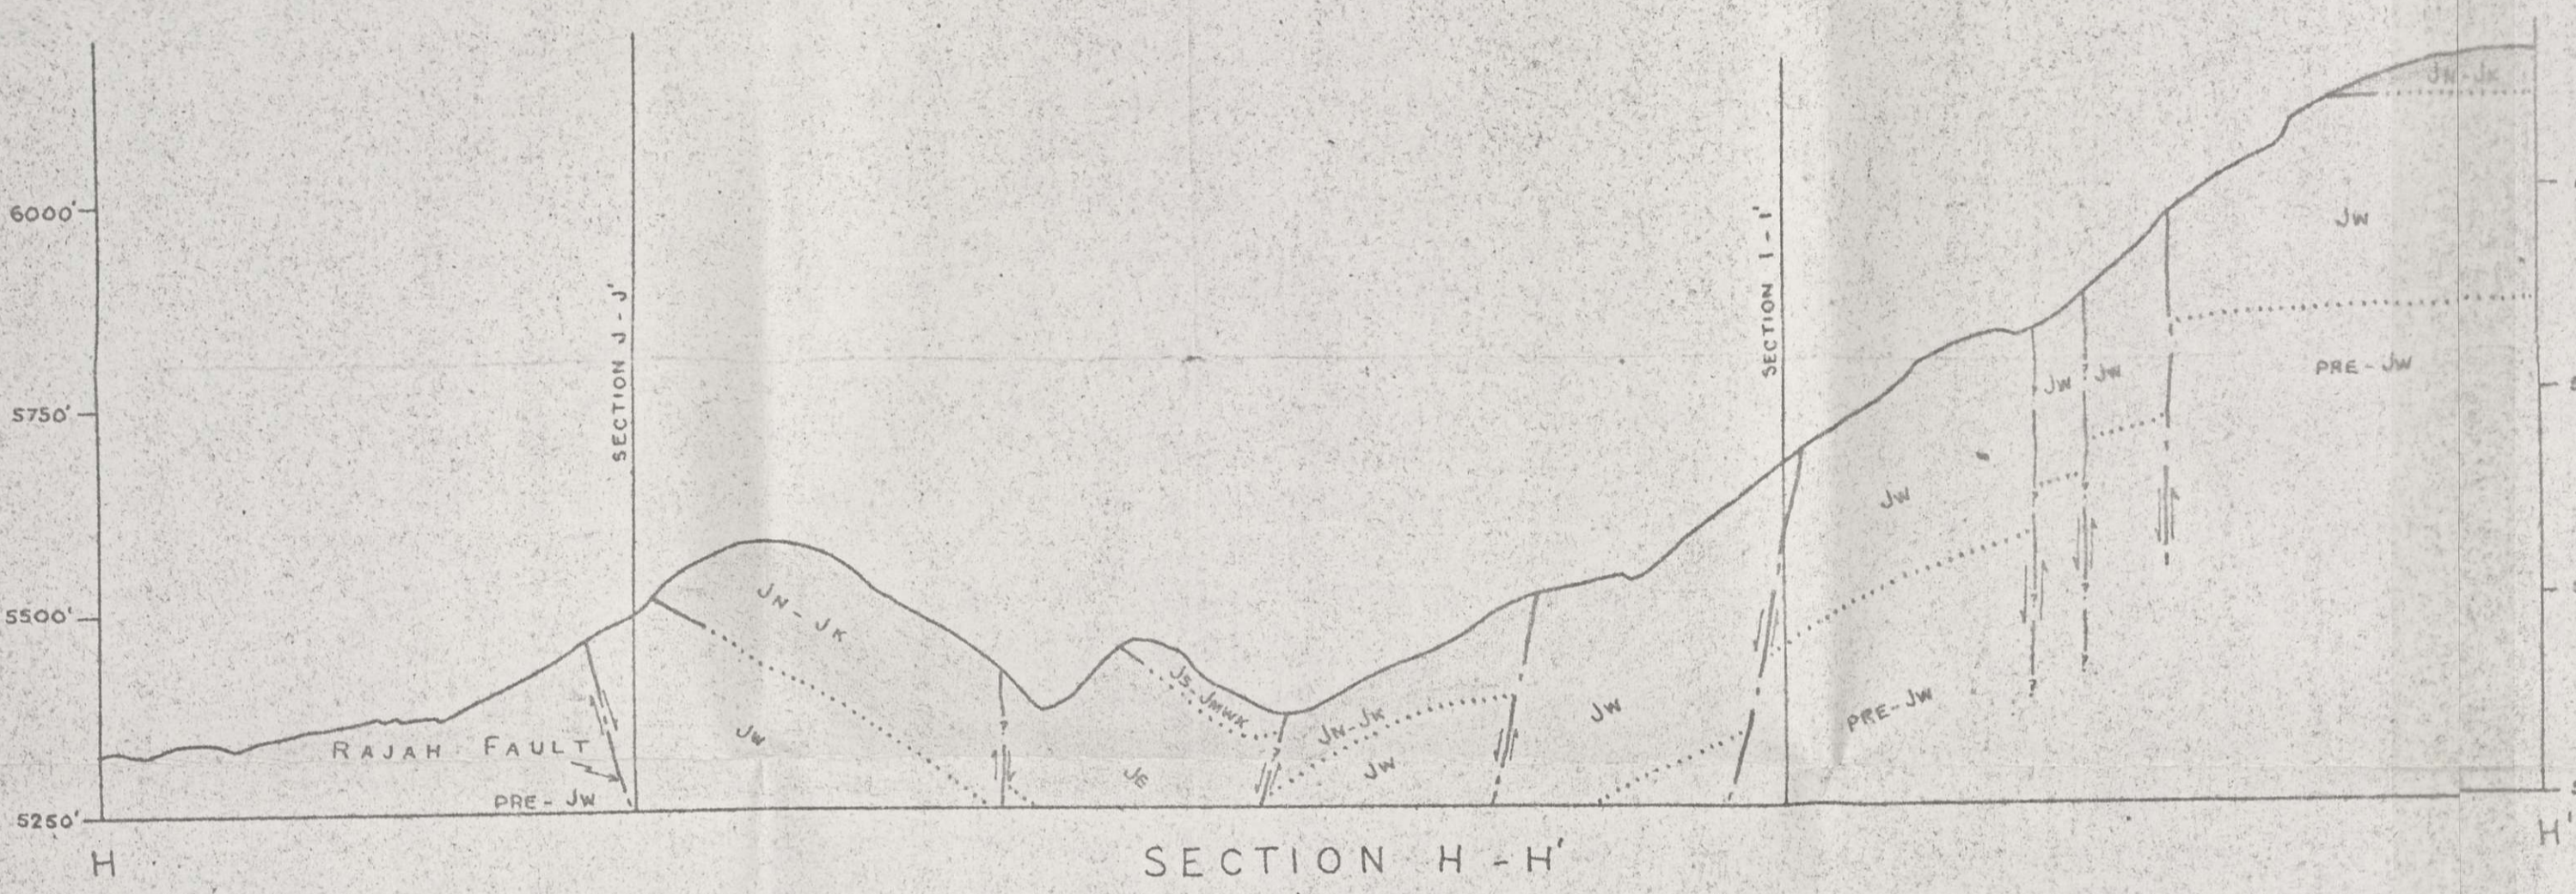 JN-JK
6000'
SECTION I-I'
JW
SECTION J-J'
JW
JW
PRE-JW
5750'
JW
JN-JK
5500'
JS-JMWK
JN-JK
JW
PRE-JW
RAJAH FAULT
JW
JE
JW
PRE-JW
5250'
H
SECTION H-H'
H'